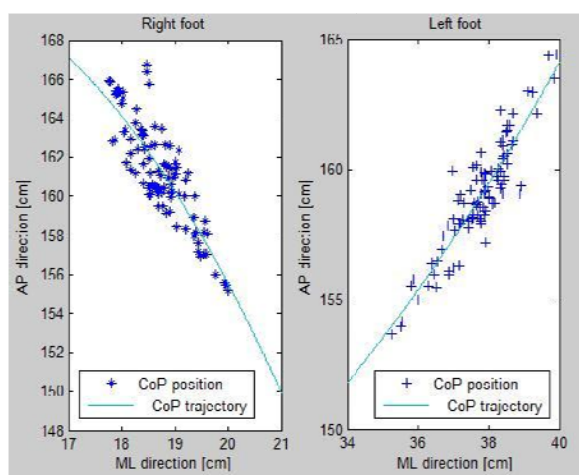 Right foot
168
166
164
162
160
158
156
154
152
150
148
AP direction [cm]
17 18 19 20 21
ML direction [cm]
CoP position
CoP trajectory
Left foot
165
160
155
150
AP direction [cm]
34 36 38 40
ML direction [cm]
CoP position
CoP trajectory